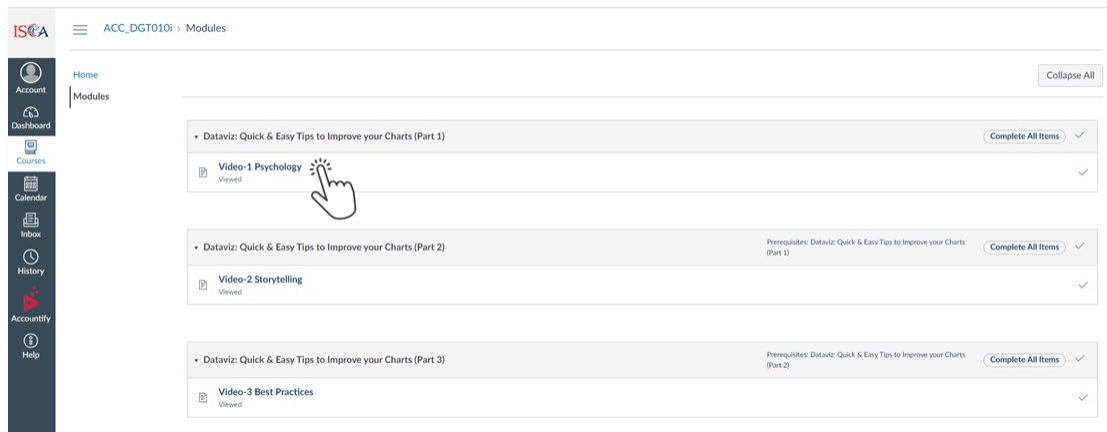 ISCA
ACC_DGT010i > Modules
Account
Dashboard
Courses
Calendar
Inbox
History
Accountify
Help
Home
Modules
Collapse All
Dataviz: Quick & Easy Tips to Improve your Charts (Part 1)
Complete All Items
Video-1 Psychology
Viewed
Dataviz: Quick & Easy Tips to Improve your Charts (Part 2)
Prerequisites: Dataviz: Quick & Easy Tips to Improve your Charts
(Part 1)
Complete All Items
Video-2 Storytelling
Viewed
Dataviz: Quick & Easy Tips to Improve your Charts (Part 3)
Prerequisites: Dataviz: Quick & Easy Tips to Improve your Charts
(Part 2)
Complete All Items
Video-3 Best Practices
Viewed